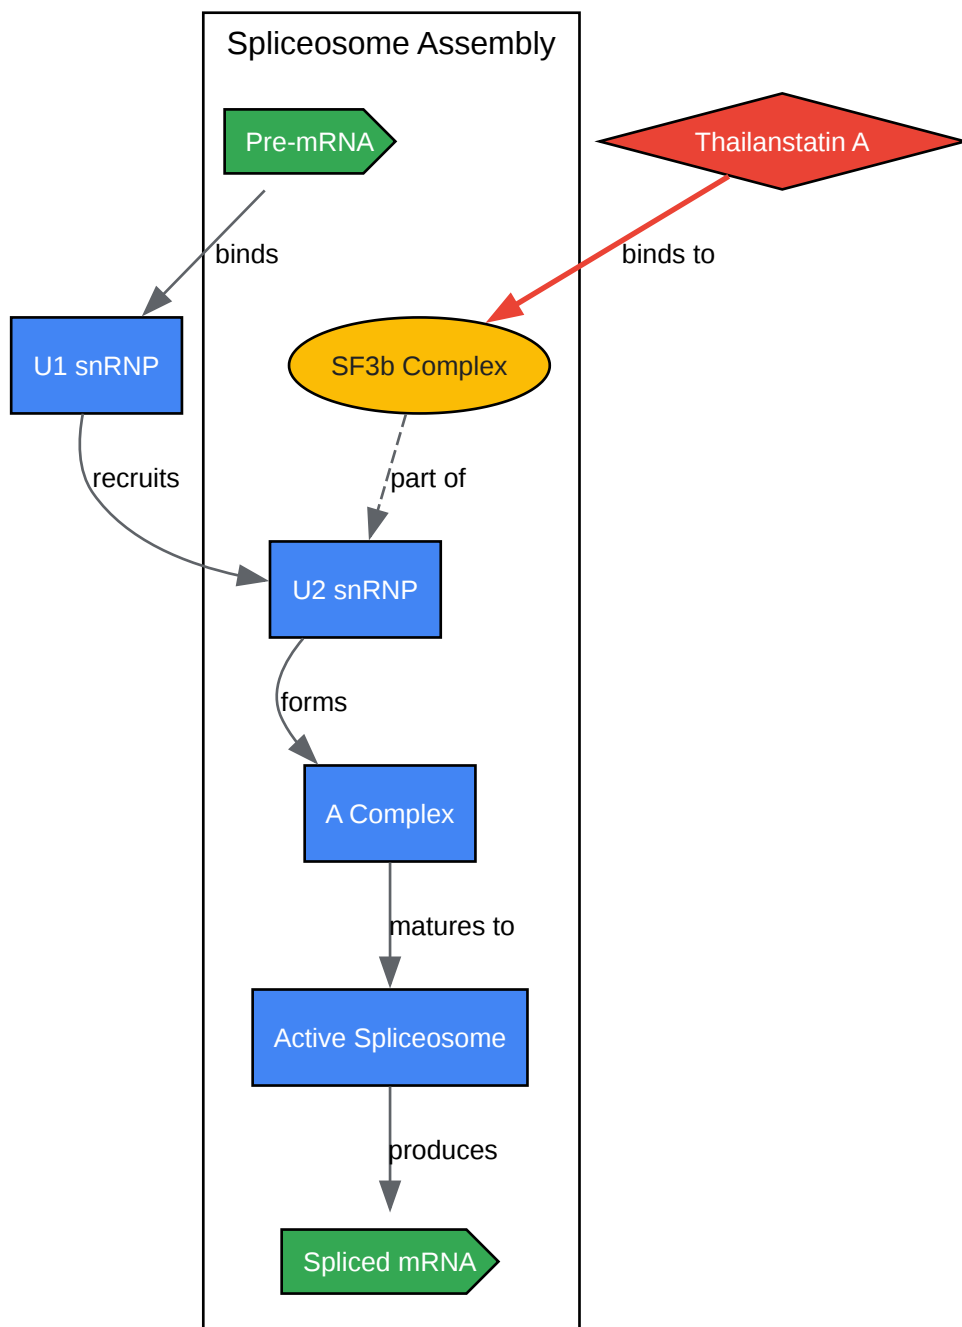 Spliceosome Assembly
Pre-mRNA
Thailanstatin A
binds
binds to
U1 snRNP
SF3b Complex
recruits
part of
U2 snRNP
forms
A Complex
matures to
Active Spliceosome
produces
Spliced mRNA